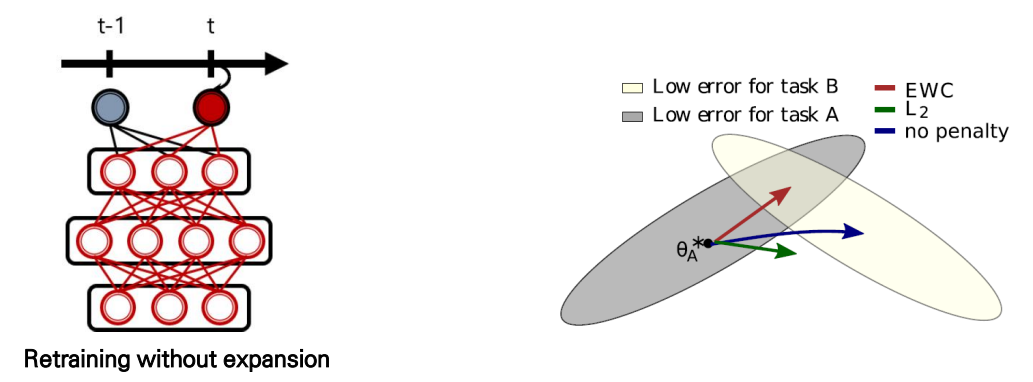 t-1
t
Retraining without expansion
Low error for task B
Low error for task A
EWC
L2
no penalty
θA*